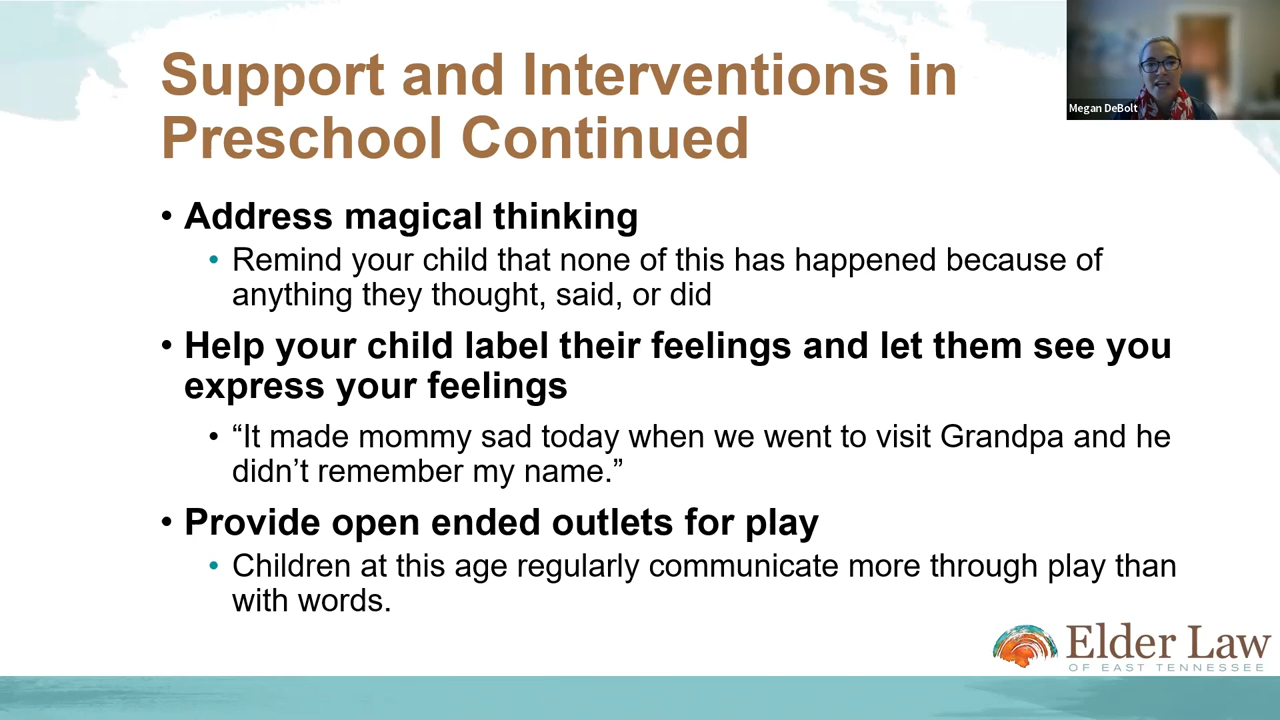 Support and Interventions in
Preschool Continued
Megan DeBolt
• Address magical thinking
• Remind your child that none of this has happened because of
anything they thought, said, or did
• Help your child label their feelings and let them see you
express your feelings
• “It made mommy sad today when we went to visit Grandpa and he
didn’t remember my name.”
• Provide open ended outlets for play
• Children at this age regularly communicate more through play than
with words.
Elder Law
OF EAST TENNESSEE